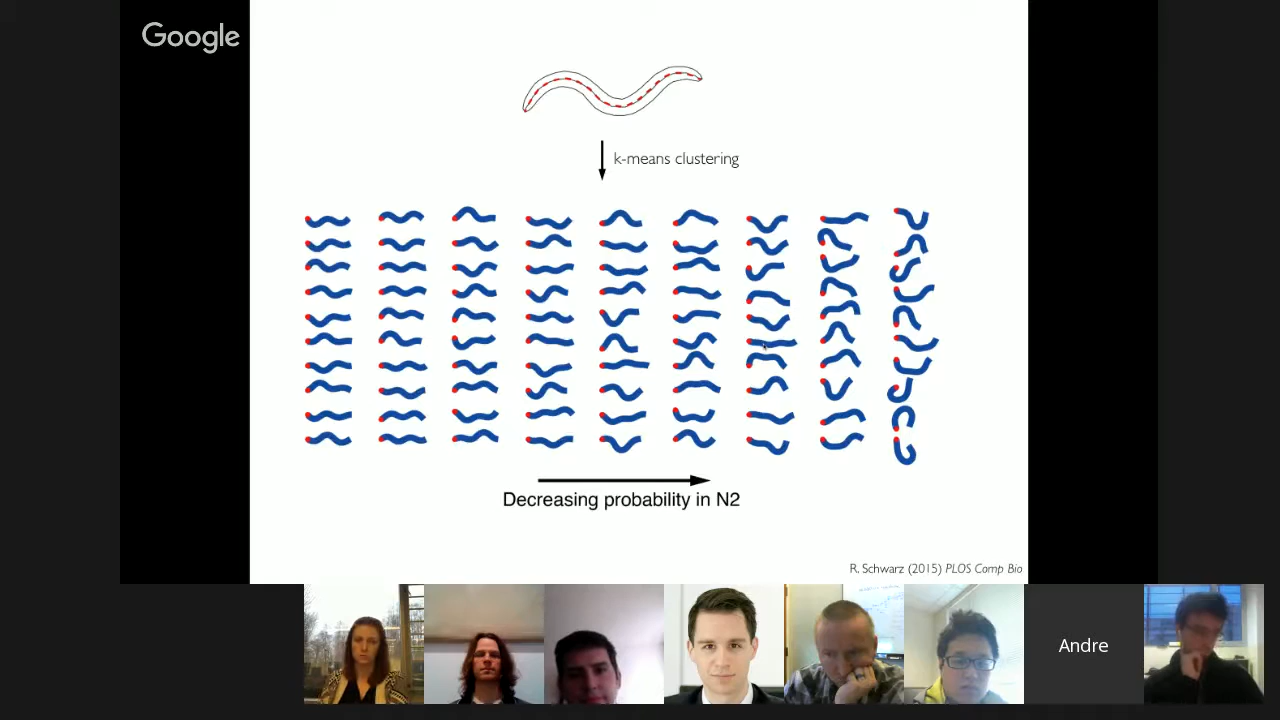 Google
k-means clustering
Decreasing probability in N2
R. Schwarz (2015) PLOS Comp Bio
Andre